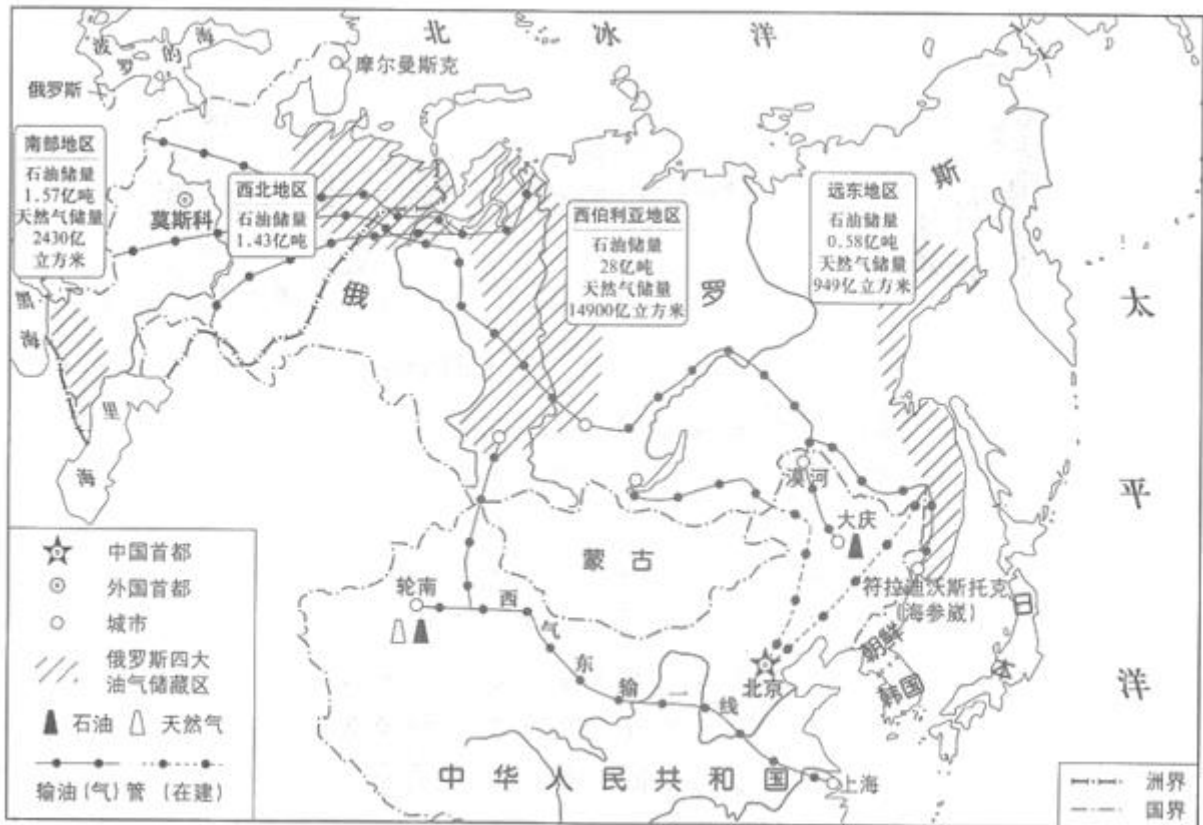 北冰洋
波罗的海
摩尔曼斯克
俄罗斯
南部地区
石油储量
1.57亿吨
天然气储量
2430亿
立方米
莫斯科
西北地区
石油储量
1.43亿吨
西伯利亚地区
石油储量
28亿吨
天然气储量
14900亿立方米
远东地区
石油储量
0.58亿吨
天然气储量
949亿立方米
俄罗斯
太平洋
黑海
里海
漠河
大庆
蒙古
符拉迪沃斯托克
(海参崴)
日本
朝鲜
韩国
轮南
西气东输一线
北京
上海
中华人民共和国
中国首都
外国首都
城市
俄罗斯四大
油气储藏区
石油 天然气
输油(气)管 (在建)
洲界
国界